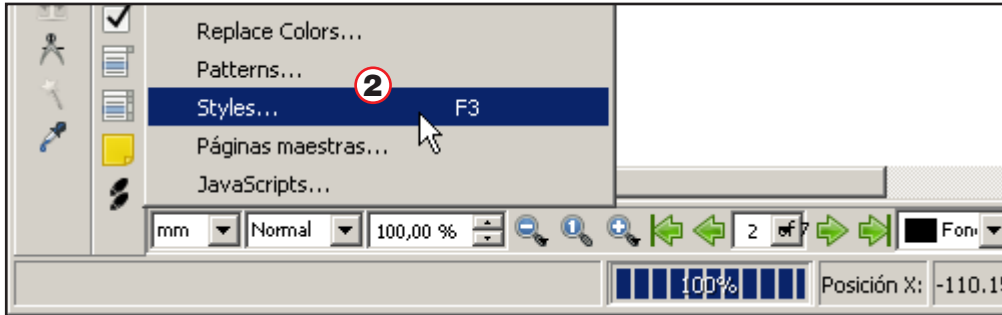 Replace Colors...
Patterns...
2
Styles... F3
Páginas maestras...
JavaScripts...
mm Normal 100,00 % 1 2 of 7
100% Posición X: -110.15